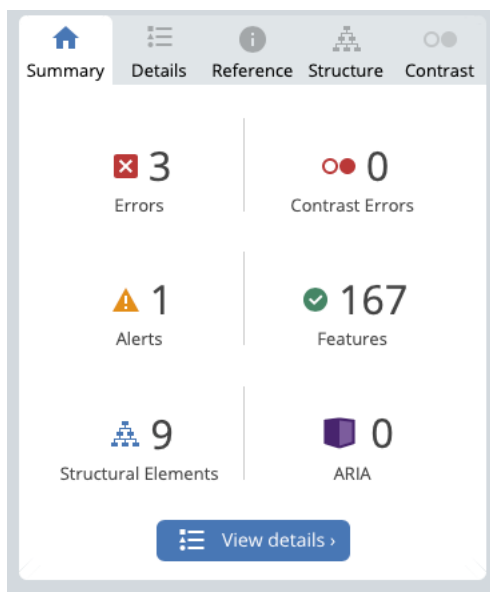 Summary Details Reference Structure Contrast
3 0
Errors Contrast Errors
1 167
Alerts Features
9 0
Structural Elements ARIA
View details ›